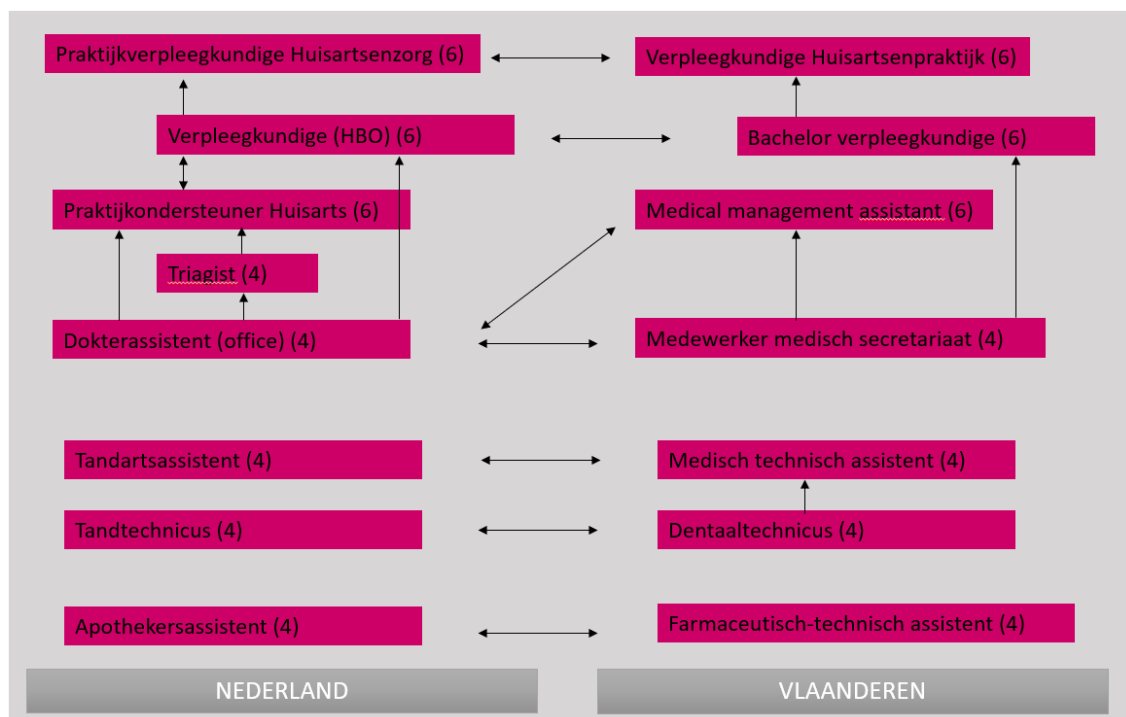 Praktijkverpleegkundige Huisartsenzorg (6)
Verpleegkundige Huisartsenpraktijk (6)
Verpleegkundige (HBO) (6)
Bachelor verpleegkundige (6)
Praktijkondersteuner Huisarts (6)
Medical management assistant (6)
Triagist (4)
Dokterassistent (office) (4)
Medewerker medisch secretariaat (4)
Tandartsassistent (4)
Medisch technisch assistent (4)
Tandtechnicus (4)
Dentaaltechnicus (4)
Apothekersassistent (4)
Farmaceutisch-technisch assistent (4)
NEDERLAND
VLAANDEREN